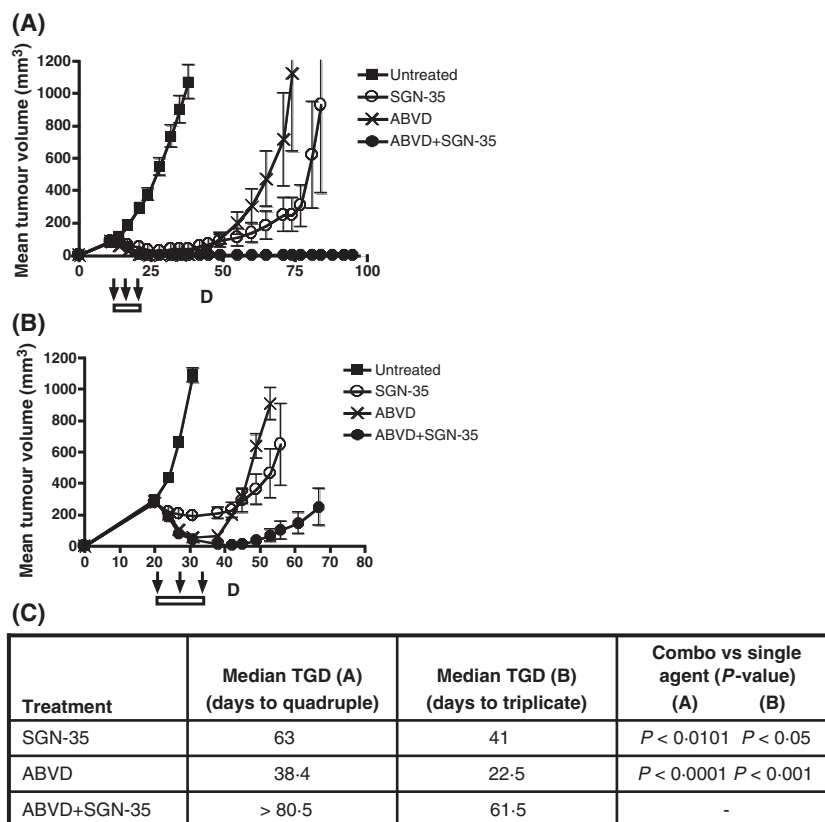 (A)
Mean tumour volume (mm³)
1200
1000
800
600
400
200
0
0 25 50 75 100
D
Untreated
SGN-35
ABVD
ABVD+SGN-35
(B)
Mean tumour volume (mm³)
1200
1000
800
600
400
200
0
0 10 20 30 40 50 60 70 80
D
Untreated
SGN-35
ABVD
ABVD+SGN-35
(C)
Treatment
Median TGD (A)
(days to quadruple)
Median TGD (B)
(days to triplicate)
Combo vs single
agent (P-value)
(A) (B)
SGN-35 63 41 P < 0·0101 P < 0·05
ABVD 38·4 22·5 P < 0·0001 P < 0·001
ABVD+SGN-35 > 80·5 61·5 -